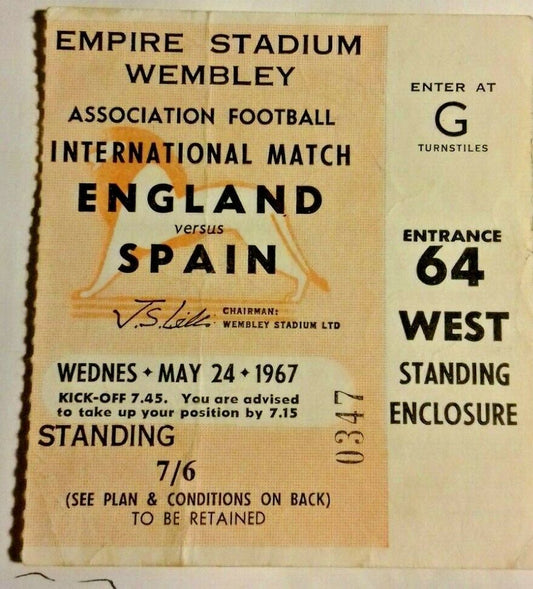 EMPIRE STADIUM
WEMBLEY
ASSOCIATION FOOTBALL
INTERNATIONAL MATCH
ENGLAND
versus
SPAIN
CHAIRMAN:
WEMBLEY STADIUM LTD
WEDNES ✦ MAY 24 ✦ 1967
KICK-OFF 7.45. You are advised
to take up your position by 7.15
STANDING
7/6
(SEE PLAN & CONDITIONS ON BACK)
TO BE RETAINED
0347
ENTER AT
G
TURNSTILES
ENTRANCE
64
WEST
STANDING
ENCLOSURE